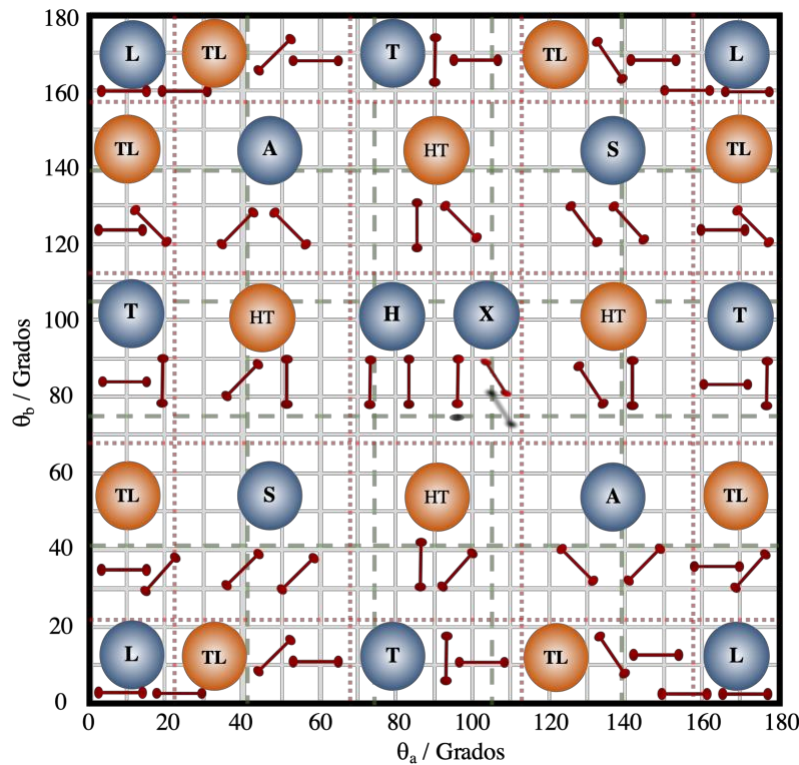 180
L TL T TL L
160
TL A HT S TL
140
120
T HT H X HT T
100
80
60
TL S HT A TL
40
20
L TL T TL L
0
0 20 40 60 80 100 120 140 160 180
θb / Grados
θa / Grados